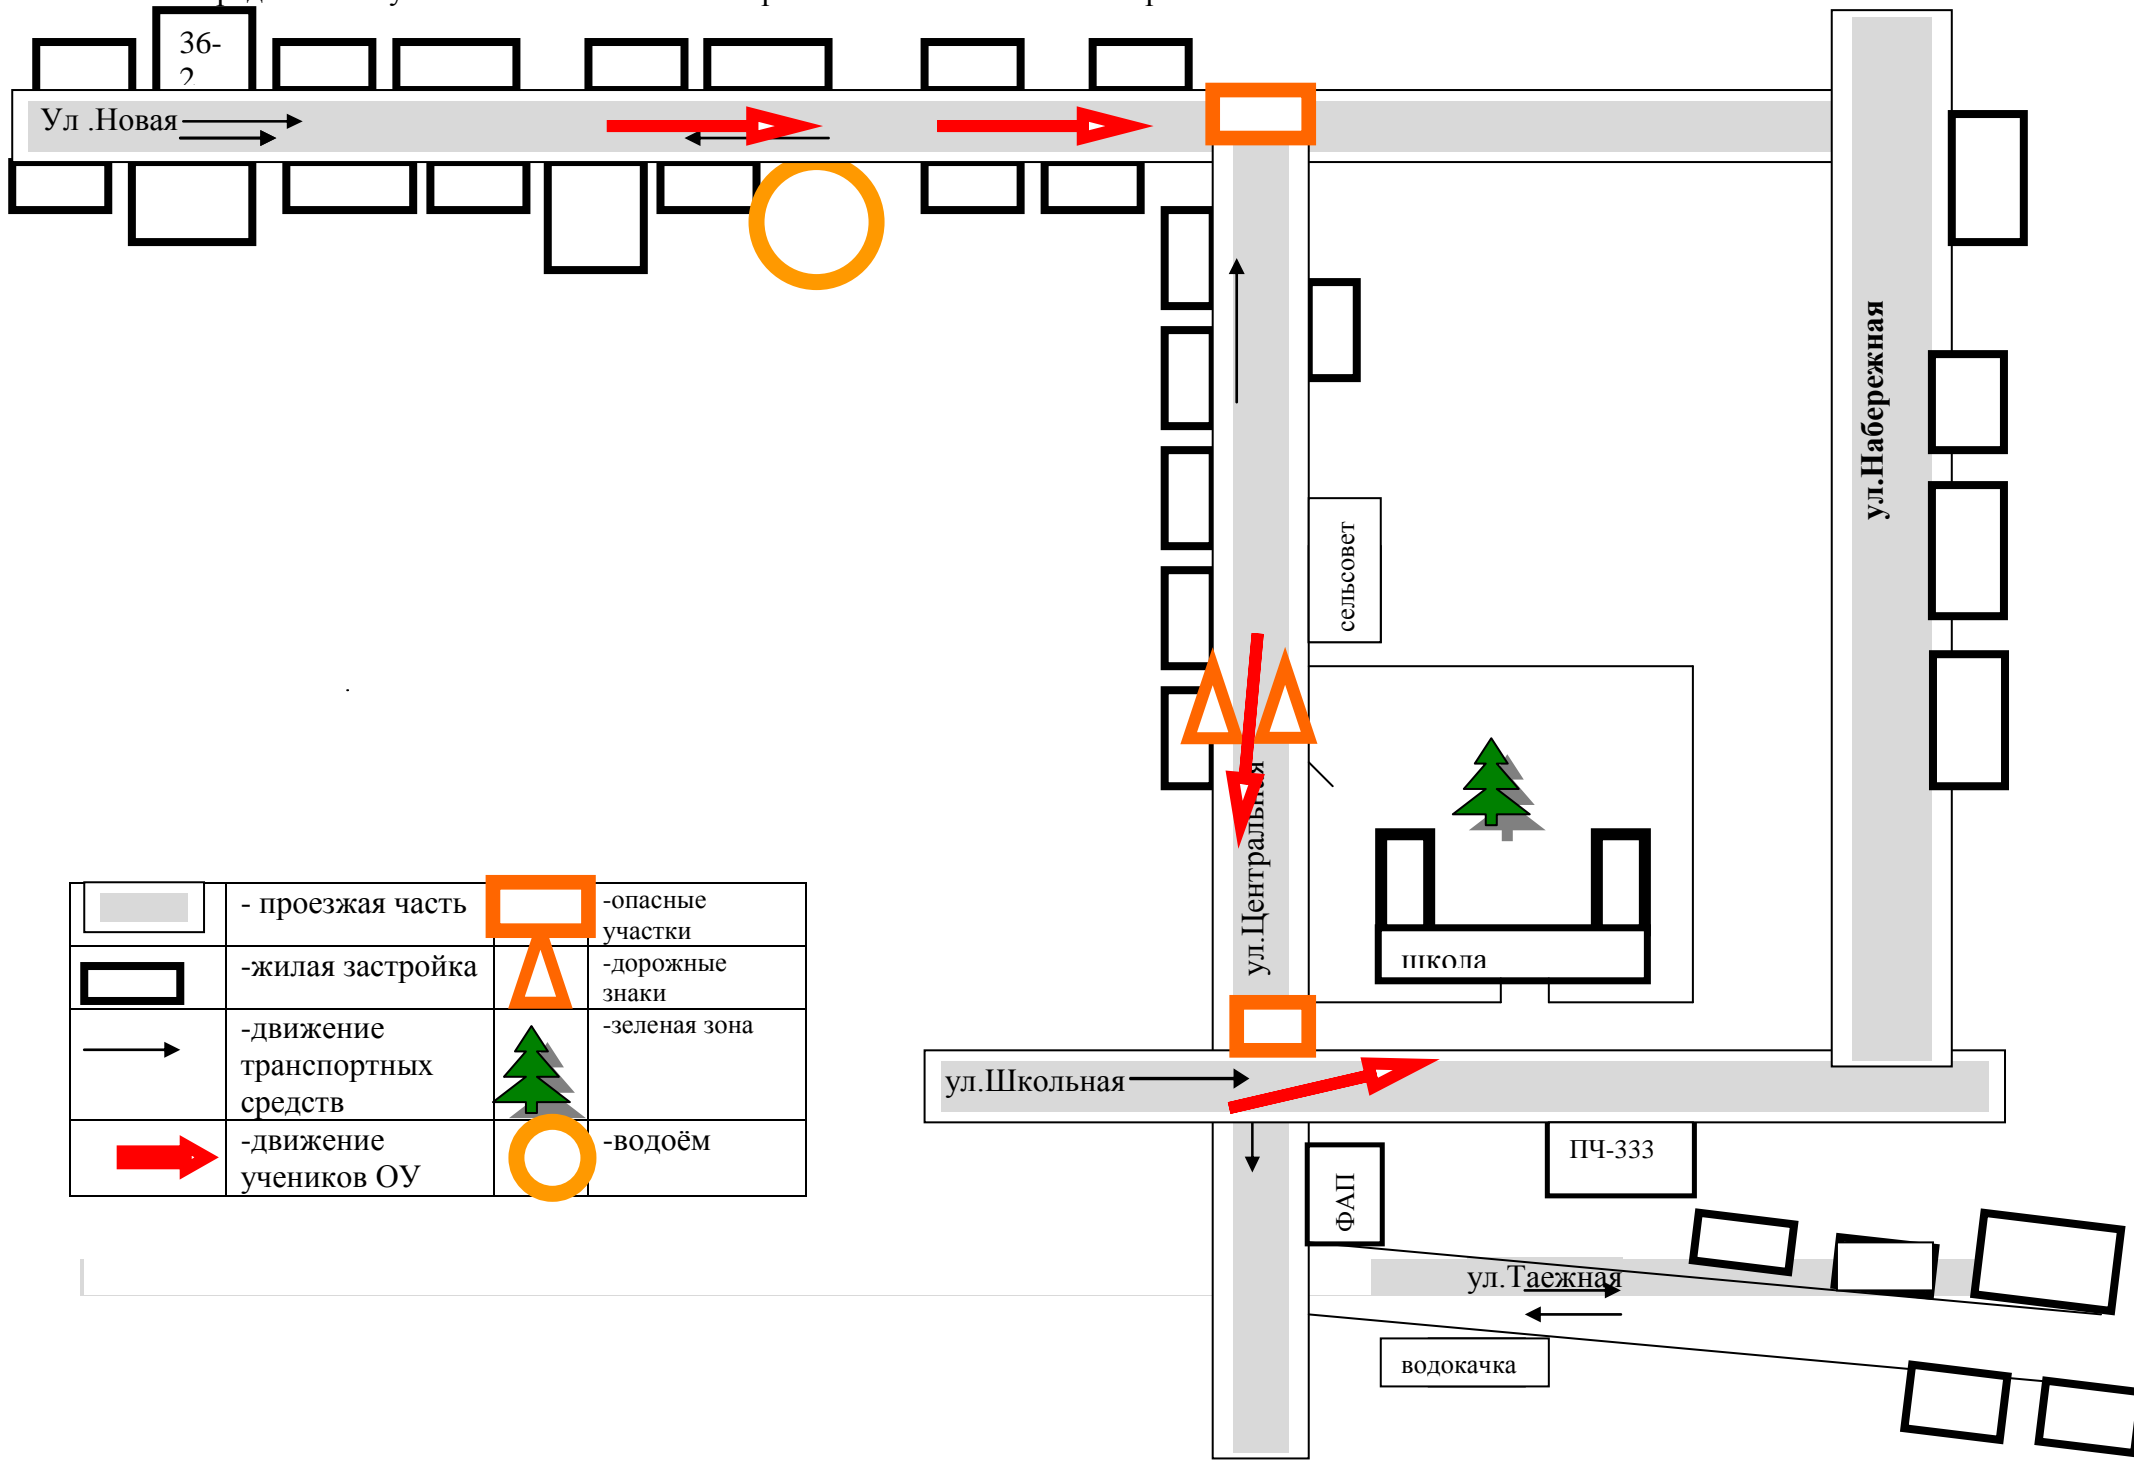 36-
2
Ул .Новая
ул.Набережная
сельсовет
ул.Центральная
школа
- проезжая часть
-опасные
участки
-жилая застройка
-дорожные
знаки
-движение
транспортных
средств
-зеленая зона
-движение
учеников ОУ
-водоём
ул.Школьная
ПЧ-333
ФАП
ул.Таежная
водокачка